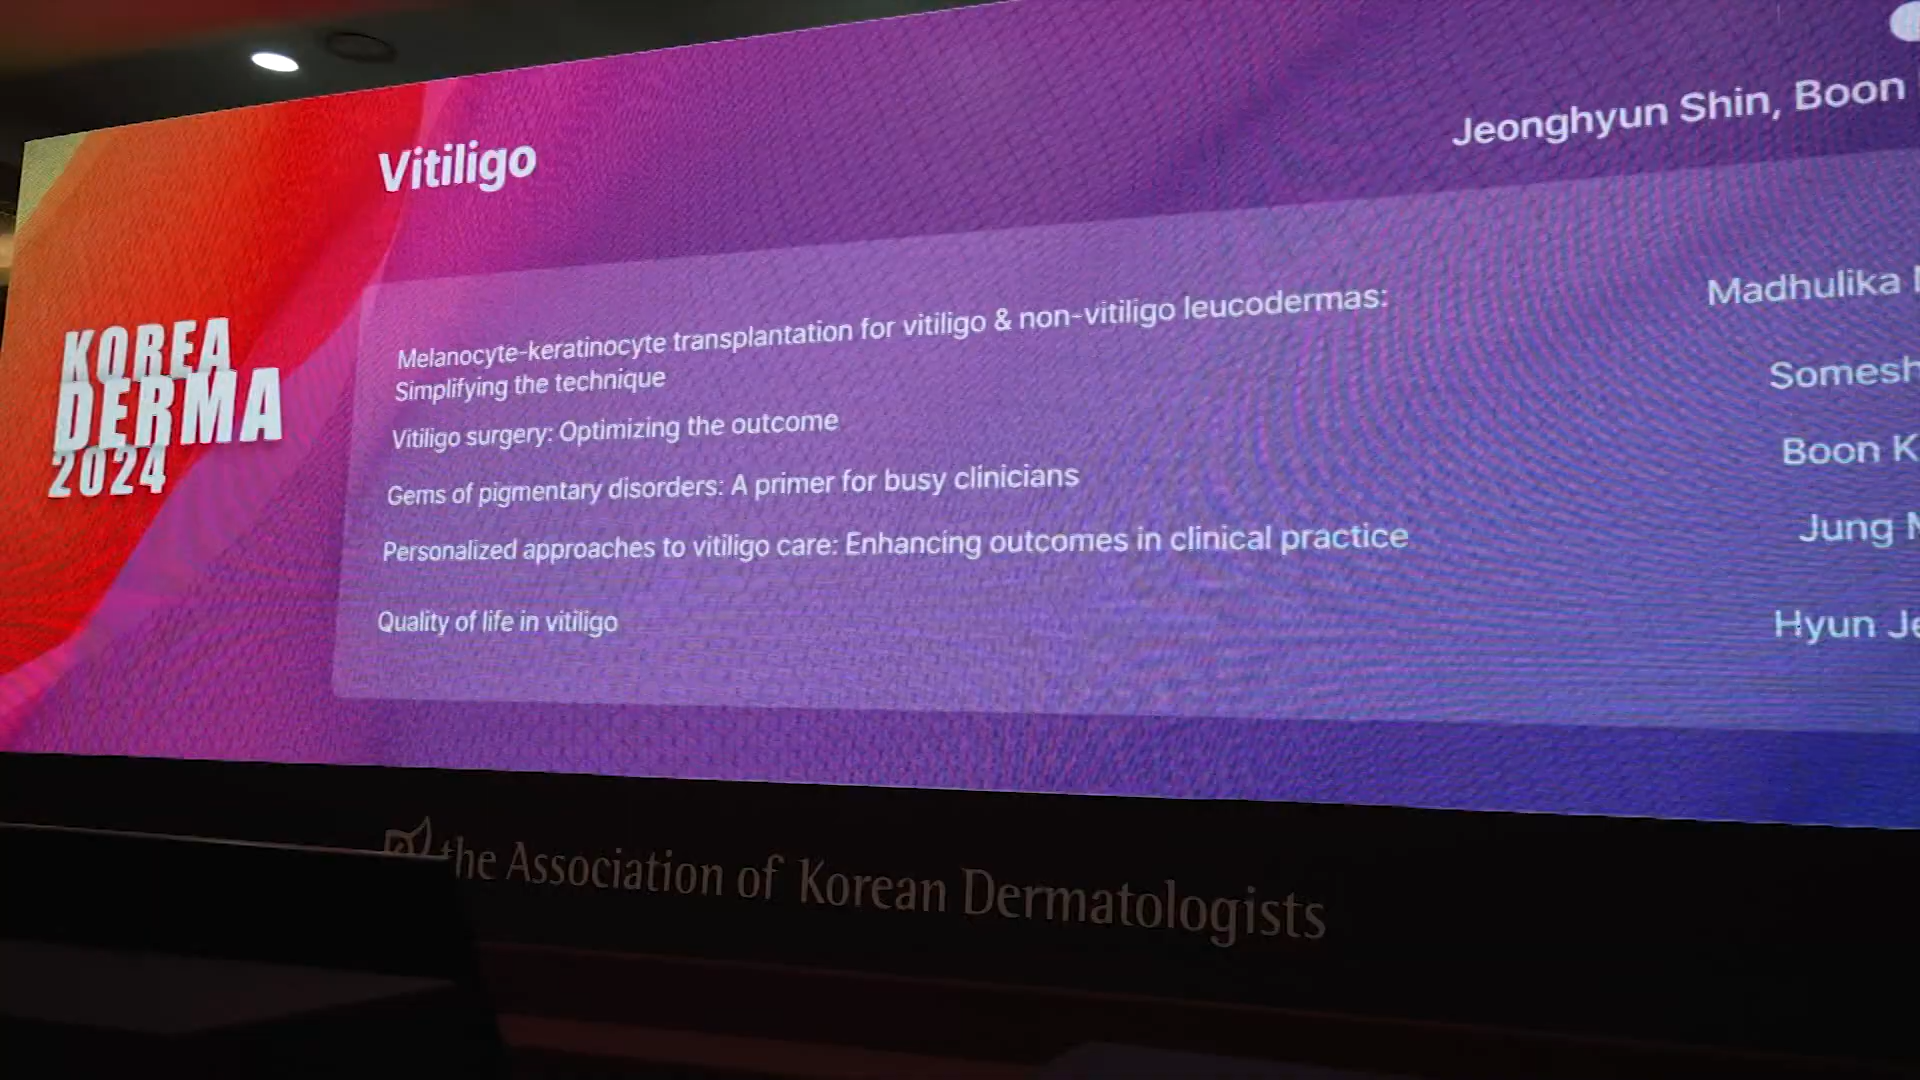 KOREA
DERMA
2024
Vitiligo
Jeonghyun Shin, Boon
Melanocyte-keratinocyte transplantation for vitiligo & non-vitiligo leucodermas:
Simplifying the technique
Madhulika
Vitiligo surgery: Optimizing the outcome
Somesh
Gems of pigmentary disorders: A primer for busy clinicians
Boon K
Personalized approaches to vitiligo care: Enhancing outcomes in clinical practice
Jung
Quality of life in vitiligo
Hyun Je
the Association of Korean Dermatologists